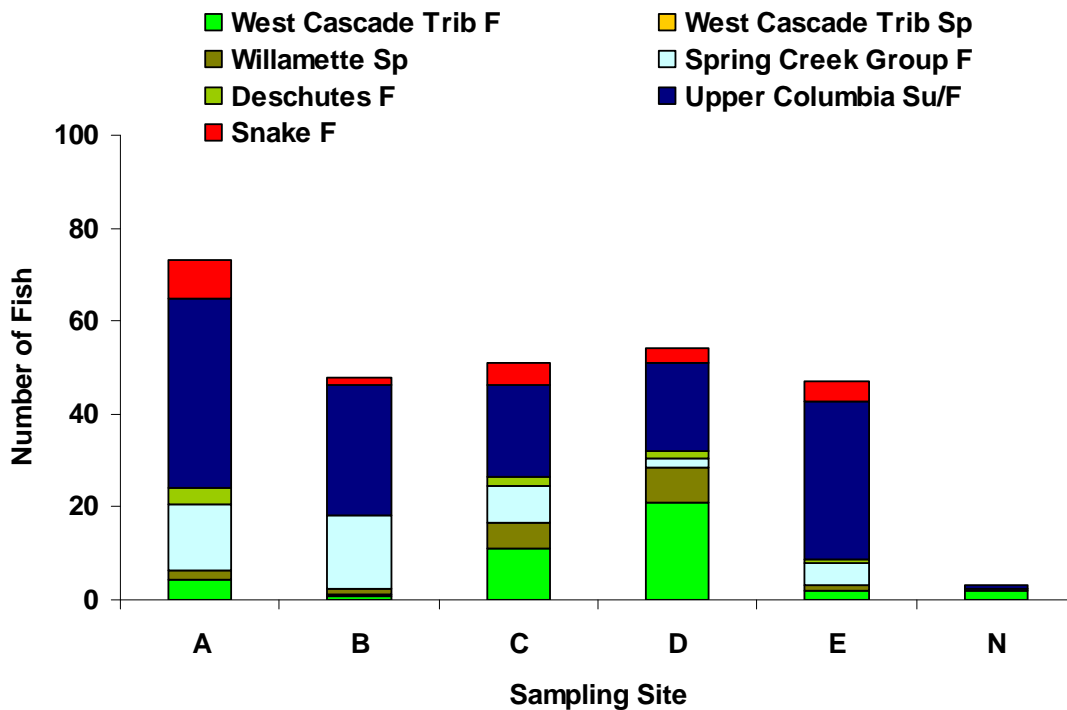 West Cascade Trib F West Cascade Trib Sp
Willamette Sp Spring Creek Group F
Deschutes F Upper Columbia Su/F
Snake F
100
80
60
40
20
0
Number of Fish
A B C D E N
Sampling Site